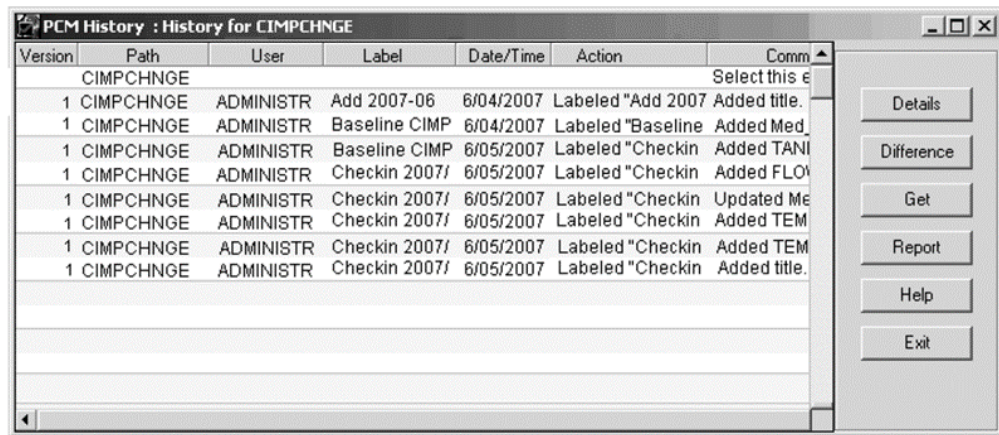 PCM History : History for CIMPCHNGE
Version Path User Label Date/Time Action Comm
CIMPCHNGE Select this e
1 CIMPCHNGE ADMINISTR Add 2007-06 6/04/2007 Labeled "Add 2007 Added title.
1 CIMPCHNGE ADMINISTR Baseline CIMP 6/04/2007 Labeled "Baseline Added Med_
1 CIMPCHNGE ADMINISTR Baseline CIMP 6/05/2007 Labeled "Checkin Added TANK
1 CIMPCHNGE ADMINISTR Checkin 2007/ 6/05/2007 Labeled "Checkin Added FLOW
1 CIMPCHNGE ADMINISTR Checkin 2007/ 6/05/2007 Labeled "Checkin Updated Me
1 CIMPCHNGE ADMINISTR Checkin 2007/ 6/05/2007 Labeled "Checkin Added TEM
1 CIMPCHNGE ADMINISTR Checkin 2007/ 6/05/2007 Labeled "Checkin Added TEM
1 CIMPCHNGE ADMINISTR Checkin 2007/ 6/05/2007 Labeled "Checkin Added title.
Details
Difference
Get
Report
Help
Exit